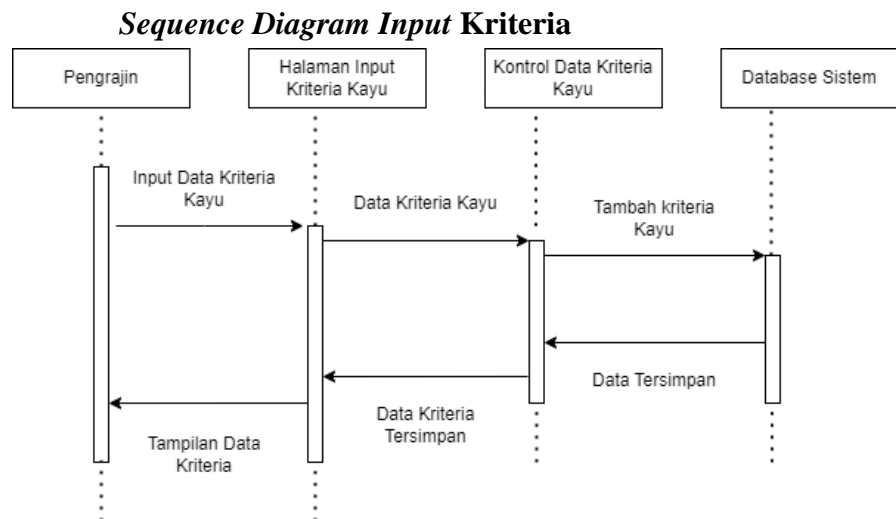 Sequence Diagram Input Kriteria
Pengrajin
Halaman Input
Kriteria Kayu
Kontrol Data Kriteria
Kayu
Database Sistem
Input Data Kriteria
Kayu
Data Kriteria Kayu
Tambah kriteria
Kayu
Data Tersimpan
Data Kriteria
Tersimpan
Tampilan Data
Kriteria